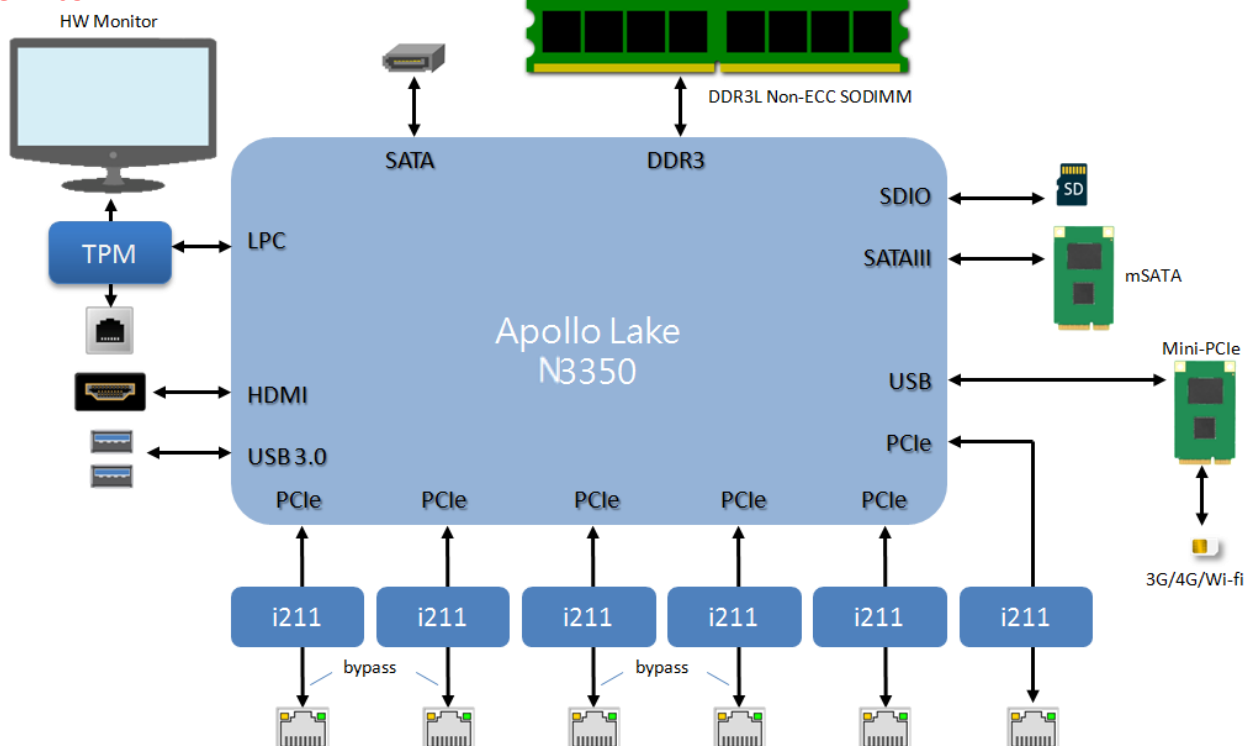 HW Monitor
DDR3L Non-ECC SODIMM
SATA
DDR3
SDIO
SD
LPC
TPM
SATAIII
mSATA
Apollo Lake
N3350
Mini-PCIe
HDMI
USB
PCIe
USB 3.0
PCIe
PCIe
PCIe
PCIe
PCIe
3G/4G/Wi-fi
i211
i211
i211
i211
i211
i211
bypass
bypass